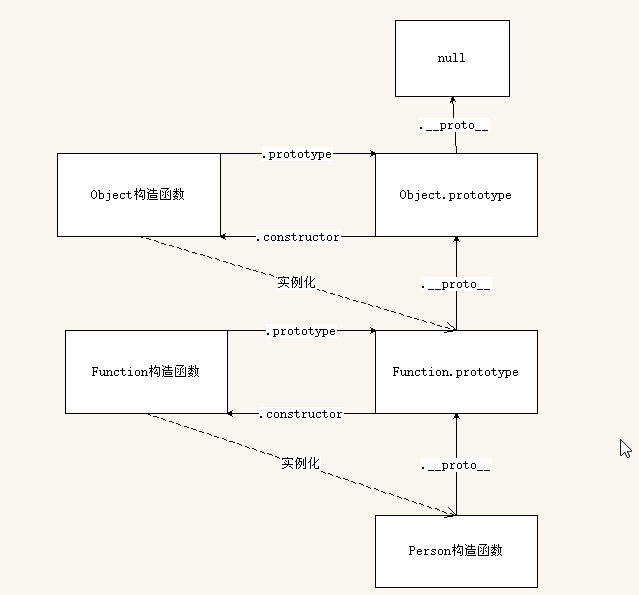 null
.__proto__
.prototype
Object构造函数
Object.prototype
.constructor
实例化
.__proto__
.prototype
Function构造函数
Function.prototype
.constructor
实例化
.__proto__
Person构造函数